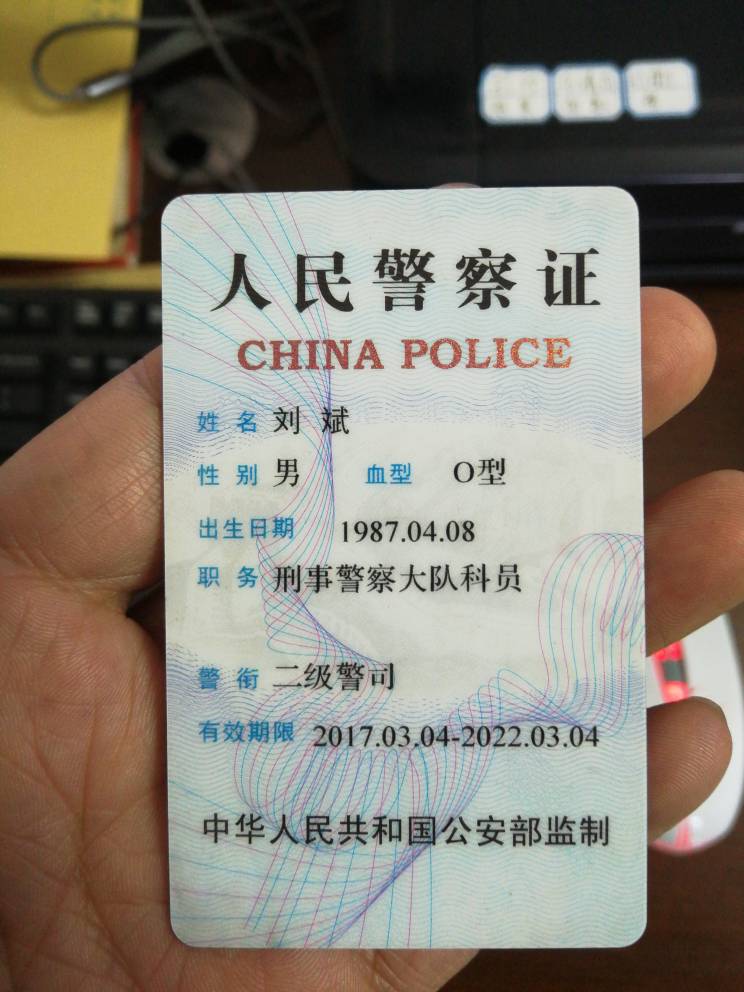 人民警察证
CHINA POLICE
姓 名 刘 斌
性 别 男 血型 O型
出生日期 1987.04.08
职 务 刑事警察大队科员
警 衔 二级警司
有效期限 2017.03.04-2022.03.04
中华人民共和国公安部监制